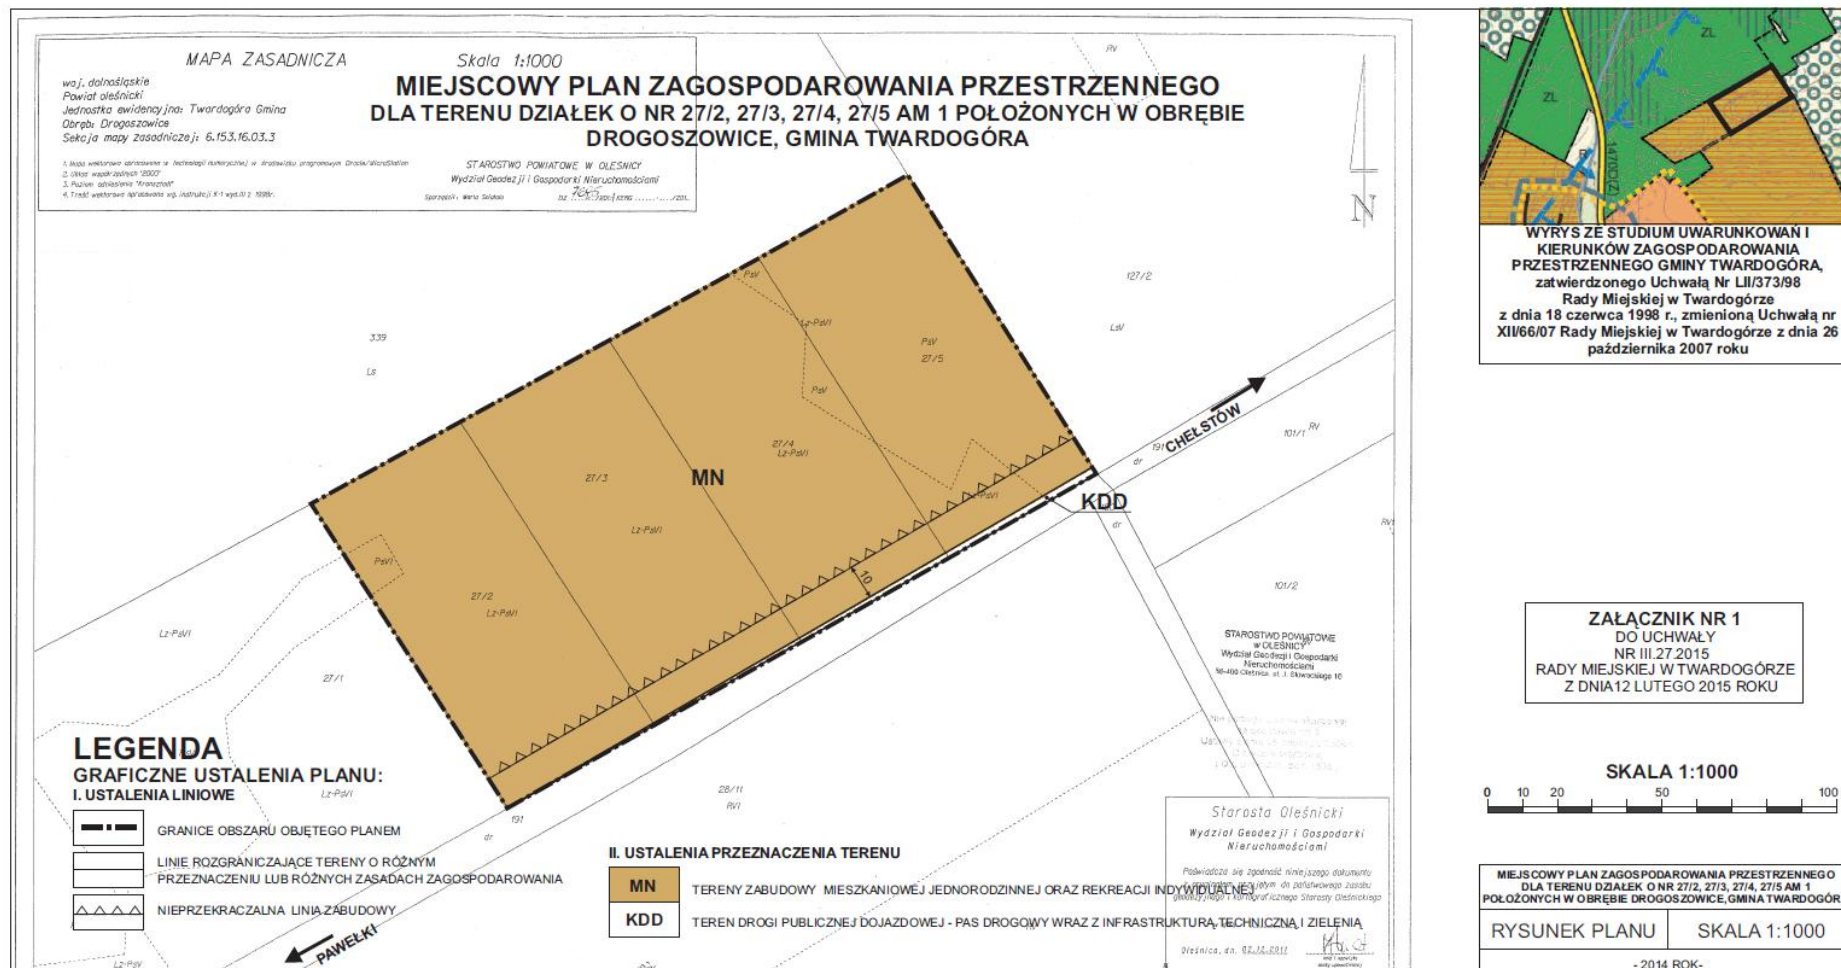 MAPA ZASADNICZA
Skala 1:1000
woj. dolnośląskie
Powiat oleśnicki
Jednostka ewidencyjna: Twardogóra Gmina
Obręb: Drogoszowice
Sekcja mapy zasadniczej: 6.153.16.03.3
MIEJSCOWY PLAN ZAGOSPODAROWANIA PRZESTRZENNEGO
DLA TERENU DZIAŁEK O NR 27/2, 27/3, 27/4, 27/5 AM 1 POŁOŻONYCH W OBRĘBIE
DROGOSZOWICE, GMINA TWARDOGÓRA
STAROSTWO POWIATOWE W OLEŚNICY
Wydział Geodezji i Gospodarki Nieruchomościami
RV
N
127/2
LsV
339
Ls
PsV
Lz-PsVI
PsV
27/5
PsV
27/4
Lz-PsVI
27/3
MN
Lz-PsVI
Lz-PsVI
KDD
CHEŁSTÓW
191
dr
dr
101/1
RV
101/2
PsVI
27/2
Lz-PsVI
10
Lz-PsVI
27/1
Lz-PsVI
28/11
RVI
191
dr
PAWEŁKI
Lz-PsV
STAROSTWO POWIATOWE
w OLEŚNICY
Wydział Geodezji i Gospodarki
Nieruchomościami
LEGENDA
GRAFICZNE USTALENIA PLANU:
I. USTALENIA LINIOWE
GRANICE OBSZARU OBJĘTEGO PLANEM
LINIE ROZGRANICZAJĄCE TERENY O RÓŻNYM
PRZEZNACZENIU LUB RÓŻNYCH ZASADACH ZAGOSPODAROWANIA
NIEPRZEKRACZALNA LINIA ZABUDOWY
II. USTALENIA PRZEZNACZENIA TERENU
MN TERENY ZABUDOWY MIESZKANIOWEJ JEDNORODZINNEJ ORAZ REKREACJI INDYWIDUALNEJ
KDD TEREN DROGI PUBLICZNEJ DOJAZDOWEJ - PAS DROGOWY WRAZ Z INFRASTRUKTURĄ TECHNICZNĄ I ZIELENIĄ
Starosta Oleśnicki
Wydział Geodezji i Gospodarki
Nieruchomościami
Oleśnica, dn. 02.12.2011
ZL
ZL
1470D(Z)
WYRYS ZE STUDIUM UWARUNKOWAŃ I
KIERUNKÓW ZAGOSPODAROWANIA
PRZESTRZENNEGO GMINY TWARDOGÓRA,
zatwierdzonego Uchwałą Nr LII/373/98
Rady Miejskiej w Twardogórze
z dnia 18 czerwca 1998 r., zmienioną Uchwałą nr
XII/66/07 Rady Miejskiej w Twardogórze z dnia 26
października 2007 roku
ZAŁĄCZNIK NR 1
DO UCHWAŁY
NR III.27.2015
RADY MIEJSKIEJ W TWARDOGÓRZE
Z DNIA12 LUTEGO 2015 ROKU
SKALA 1:1000
0 10 20 50 100
MIEJSCOWY PLAN ZAGOSPODAROWANIA PRZESTRZENNEGO
DLA TERENU DZIAŁEK O NR 27/2, 27/3, 27/4, 27/5 AM 1
POŁOŻONYCH W OBRĘBIE DROGOSZOWICE,GMINA TWARDOGÓR
RYSUNEK PLANU
SKALA 1:1000
- 2014 ROK-